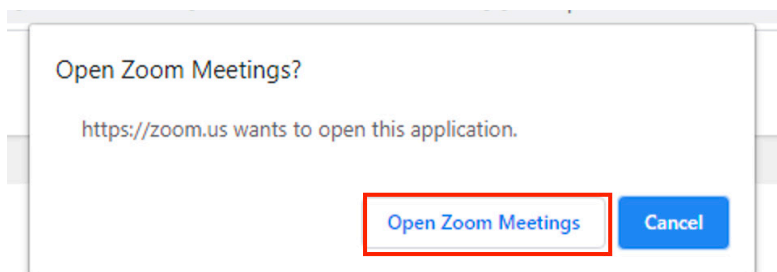 Open Zoom Meetings?
https://zoom.us wants to open this application.
Open Zoom Meetings
Cancel